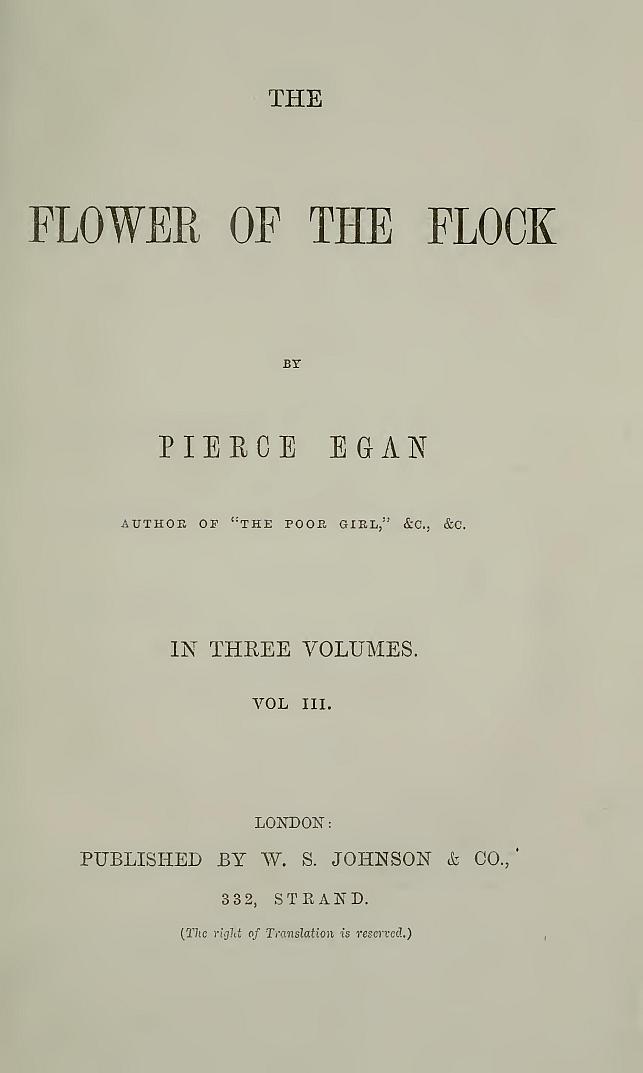 THE
FLOWER OF THE FLOCK
BY
PIERCE EGAN
AUTHOR OF "THE POOR GIRL," &C., &C.
IN THREE VOLUMES.
VOL III.
LONDON:
PUBLISHED BY W. S. JOHNSON & CO.,
332, STRAND.
(The right of Translation is reserved.)